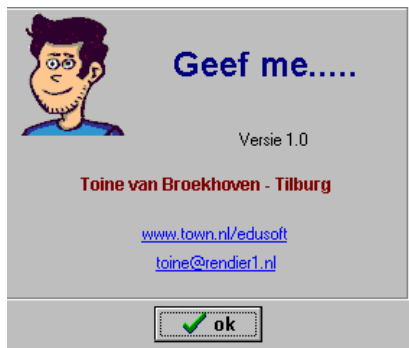 Geef me.....
Versie 1.0
Toine van Broekhoven - Tilburg
www.town.nl/edusoft
toine@rendier1.nl
ok